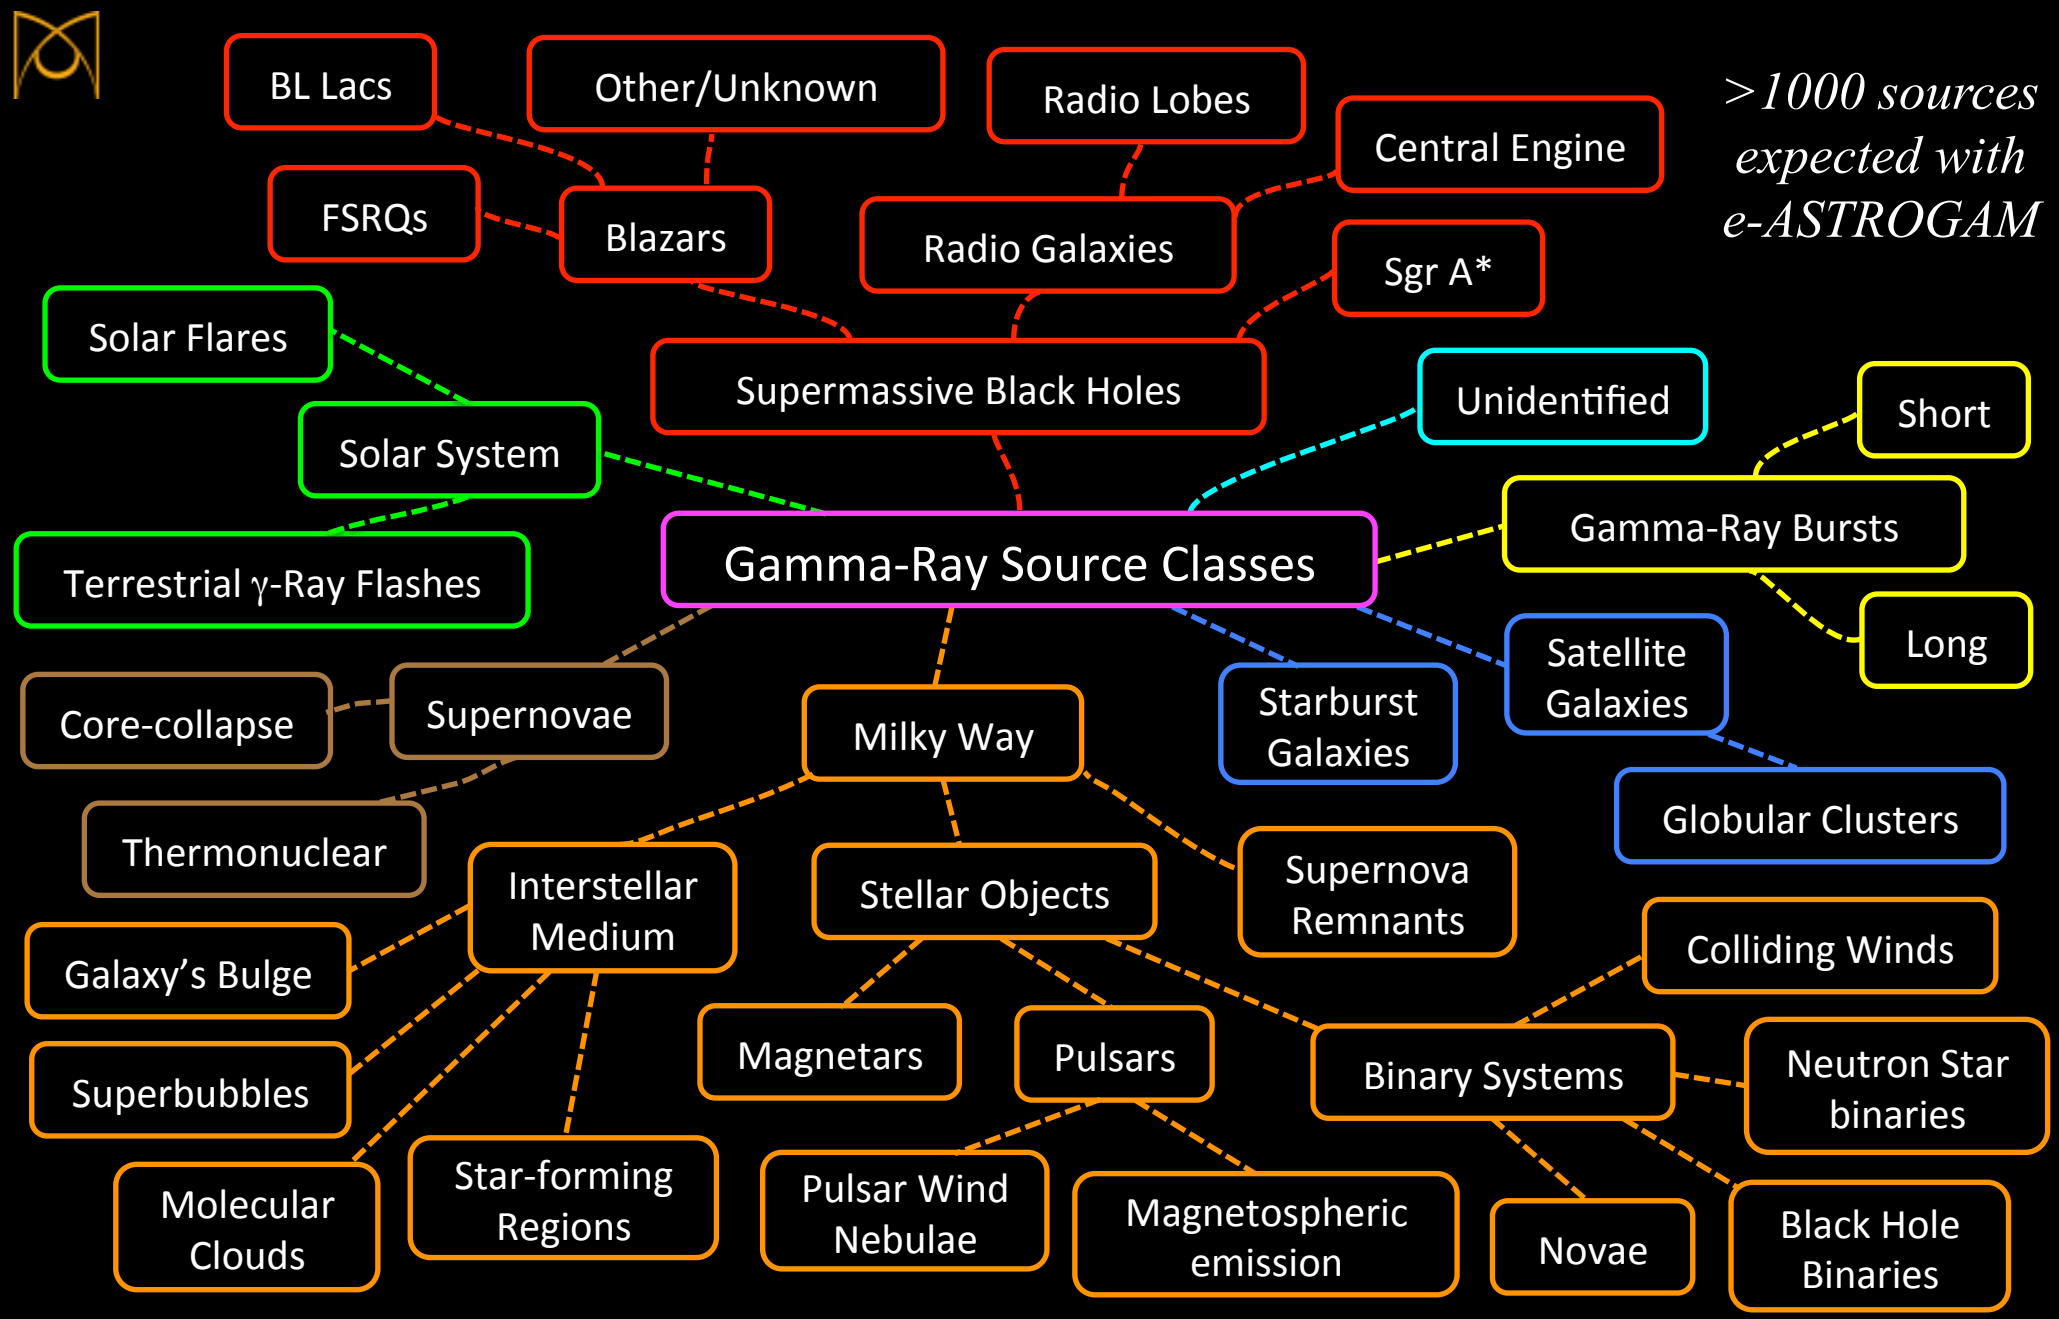 BL Lacs
Other/Unknown
Radio Lobes
>1000 sources
expected with
e-ASTROGAM
Central Engine
FSRQs
Blazars
Radio Galaxies
Sgr A*
Solar Flares
Supermassive Black Holes
Unidentified
Short
Solar System
Gamma-Ray Bursts
Gamma-Ray Source Classes
Terrestrial γ-Ray Flashes
Long
Satellite
Galaxies
Starburst
Galaxies
Core-collapse
Supernovae
Milky Way
Globular Clusters
Thermonuclear
Interstellar
Medium
Stellar Objects
Supernova
Remnants
Colliding Winds
Galaxy’s Bulge
Magnetars
Pulsars
Binary Systems
Neutron Star
binaries
Superbubbles
Molecular
Clouds
Star-forming
Regions
Pulsar Wind
Nebulae
Magnetospheric
emission
Novae
Black Hole
Binaries